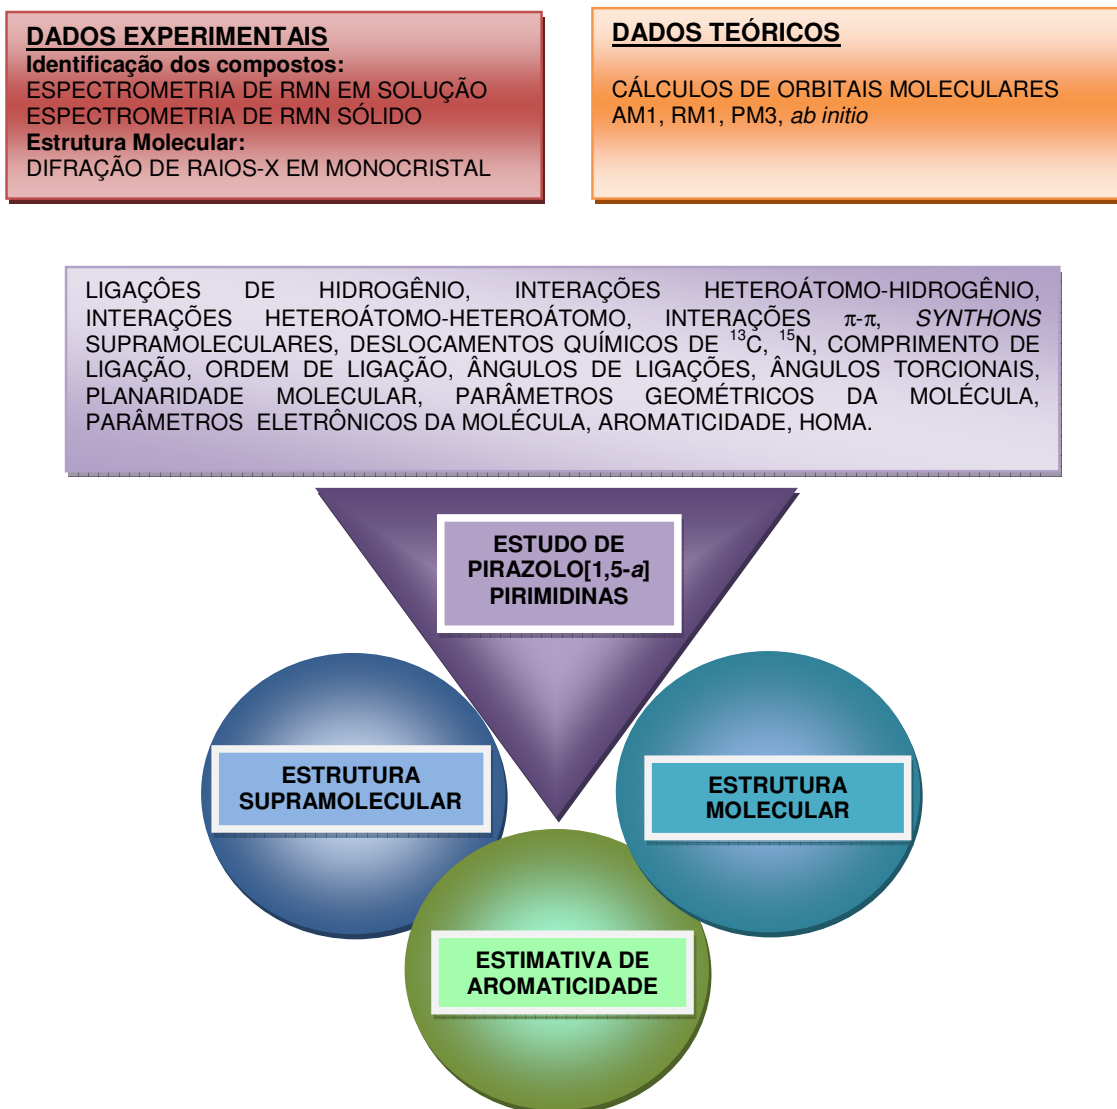 DADOS EXPERIMENTAIS
Identificação dos compostos:
ESPECTROMETRIA DE RMN EM SOLUÇÃO
ESPECTROMETRIA DE RMN SÓLIDO
Estrutura Molecular:
DIFRAÇÃO DE RAIOS-X EM MONOCRISTAL
DADOS TEÓRICOS
CÁLCULOS DE ORBITAIS MOLECULARES
AM1, RM1, PM3, ab initio
LIGAÇÔES DE HIDROGÊNIO, INTERAÇÕES HETEROÁTOMO-HIDROGÊNIO,
INTERAÇÕES HETEROÁTOMO-HETEROÁTOMO, INTERAÇÕES π-π, SYNTHONS
SUPRAMOLECULARES, DESLOCAMENTOS QUÍMICOS DE ¹³C, ¹⁵N, COMPRIMENTO DE
LIGAÇÃO, ORDEM DE LIGAÇÃO, ÂNGULOS DE LIGAÇÕES, ÂNGULOS TORCIONAIS,
PLANARIDADE MOLECULAR, PARÂMETROS GEOMÉTRICOS DA MOLÉCULA,
PARÂMETROS ELETRÔNICOS DA MOLÉCULA, AROMATICIDADE, HOMA.
ESTUDO DE
PIRAZOLO[1,5-a]
PIRIMIDINAS
ESTRUTURA
SUPRAMOLECULAR
ESTRUTURA
MOLECULAR
ESTIMATIVA DE
AROMATICIDADE